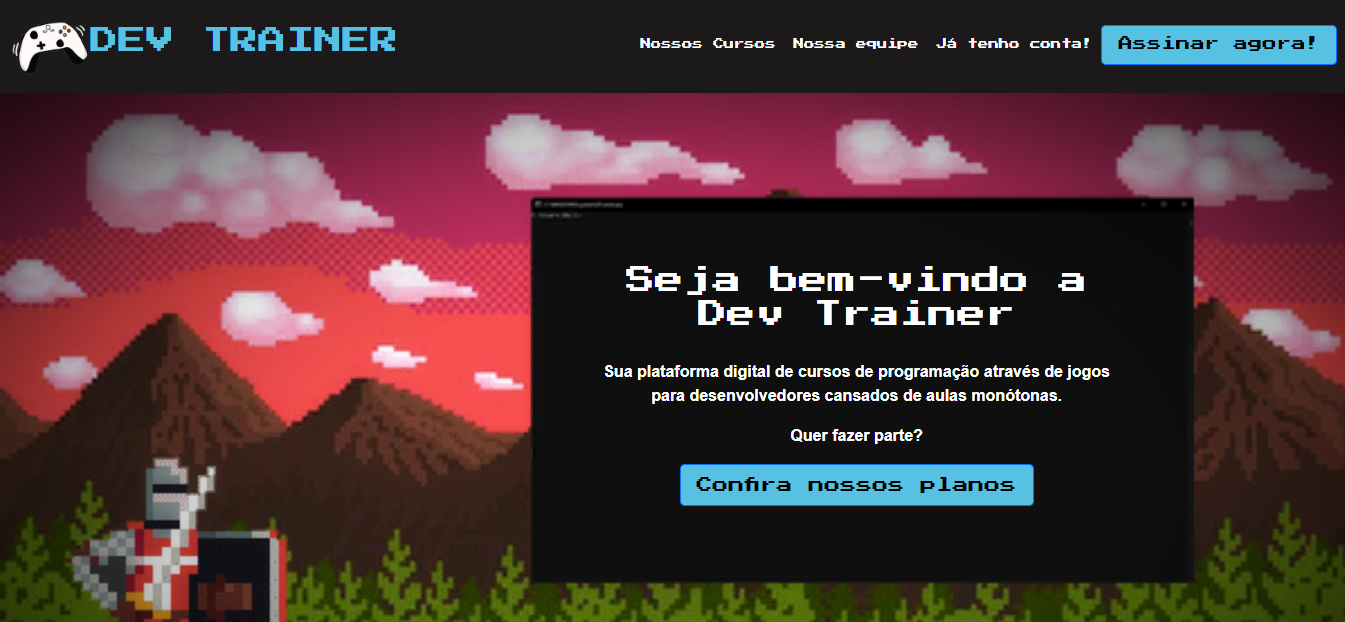 DEV TRAINER
Nossos Cursos Nossa equipe Já tenho conta! Assinar agora!
Seja bem-vindo a
Dev Trainer
Sua plataforma digital de cursos de programação através de jogos
para desenvolvedores cansados de aulas monótonas.
Quer fazer parte?
Confira nossos planos